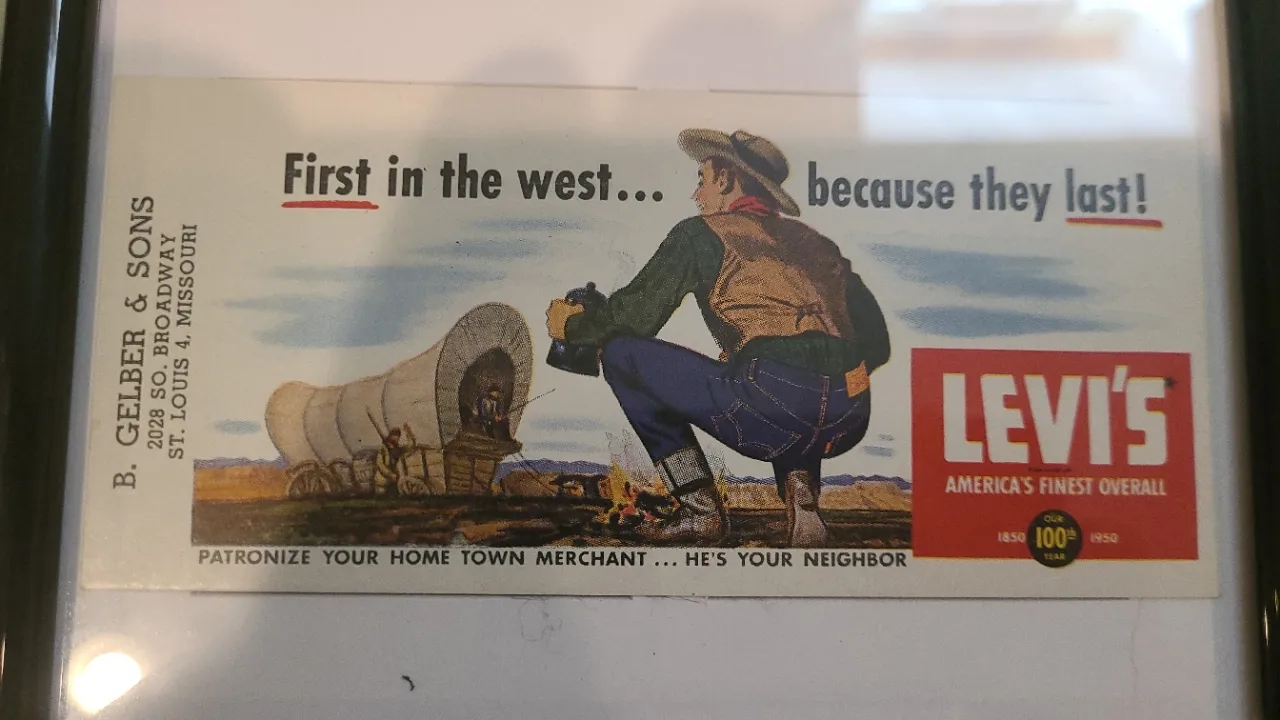 First in the west... because they last!
B. GELBER & SONS
2028 SO. BROADWAY
ST. LOUIS 4, MISSOURI
LEVI'S
AMERICA'S FINEST OVERALL
1850 OUR 100th YEAR 1950
PATRONIZE YOUR HOME TOWN MERCHANT ... HE'S YOUR NEIGHBOR